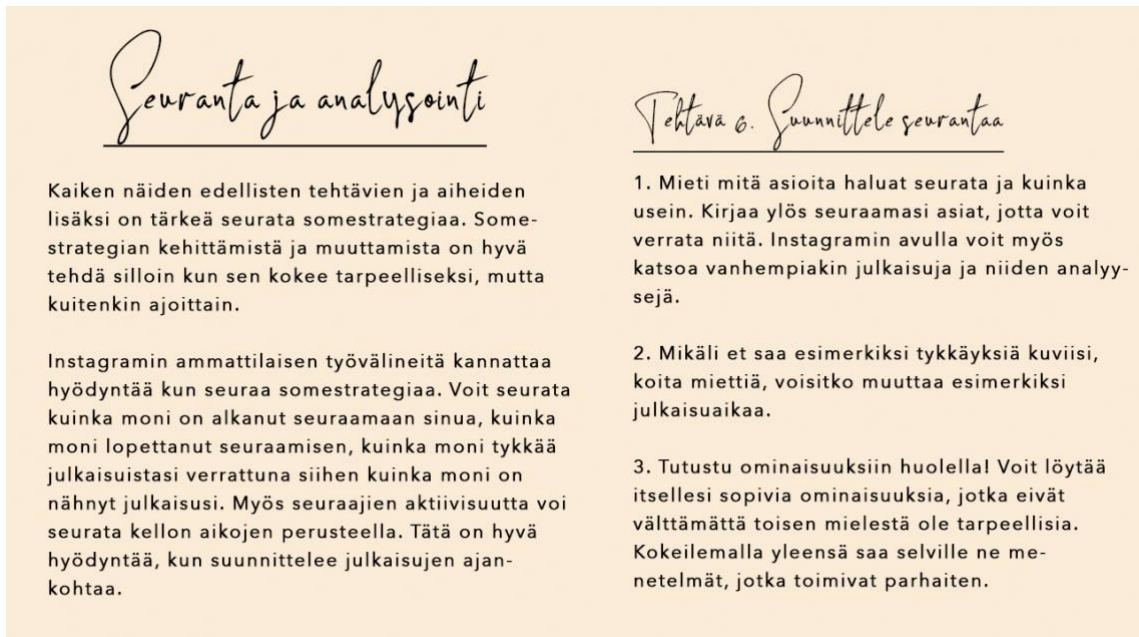 Seuranta ja analysointi
Kaiken näiden edellisten tehtävien ja aiheiden
lisäksi on tärkeä seurata somestrategiaa. Some-
strategian kehittämistä ja muuttamista on hyvä
tehdä silloin kun sen kokee tarpeelliseksi, mutta
kuitenkin ajoittain.
Instagramin ammattilaisen työvälineitä kannattaa
hyödyntää kun seuraa somestrategiaa. Voit seurata
kuinka moni on alkanut seuraamaan sinua, kuinka
moni lopettanut seuraamisen, kuinka moni tykkää
julkaisuistasi verrattuna siihen kuinka moni on
nähnyt julkaisusi. Myös seuraajien aktiivisuutta voi
seurata kellon aikojen perusteella. Tätä on hyvä
hyödyntää, kun suunnittelee julkaisujen ajan-
kohtaa.
Tehtävä 6. Suunnittele seurantaa
1. Mieti mitä asioita haluat seurata ja kuinka
usein. Kirjaa ylös seuraamasi asiat, jotta voit
verrata niitä. Instagramin avulla voit myös
katsoa vanhempiakin julkaisuja ja niiden analyy-
sejä.
2. Mikäli et saa esimerkiksi tykkäyksiä kuviisi,
koita miettiä, voisitko muuttaa esimerkiksi
julkaisuaikaa.
3. Tutustu ominaisuuksiin huolella! Voit löytää
itsellesi sopivia ominaisuuksia, jotka eivät
välttämättä toisen mielestä ole tarpeellisia.
Kokeilemalla yleensä saa selville ne me-
netelmät, jotka toimivat parhaiten.